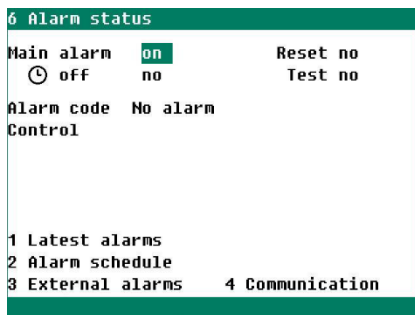 6 Alarm status
Main alarm on Reset no
off no Test no
Alarm code No alarm
Control
1 Latest alarms
2 Alarm schedule
3 External alarms 4 Communication